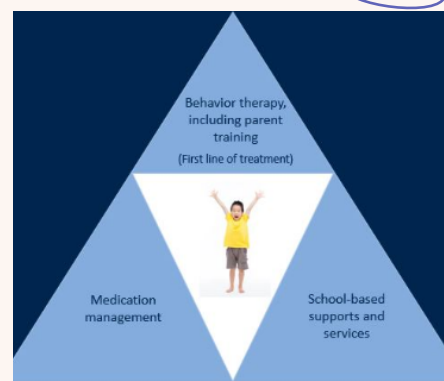 Behavior therapy,
including parent
training
(First line of treatment)
Medication
management
School-based
supports and
services